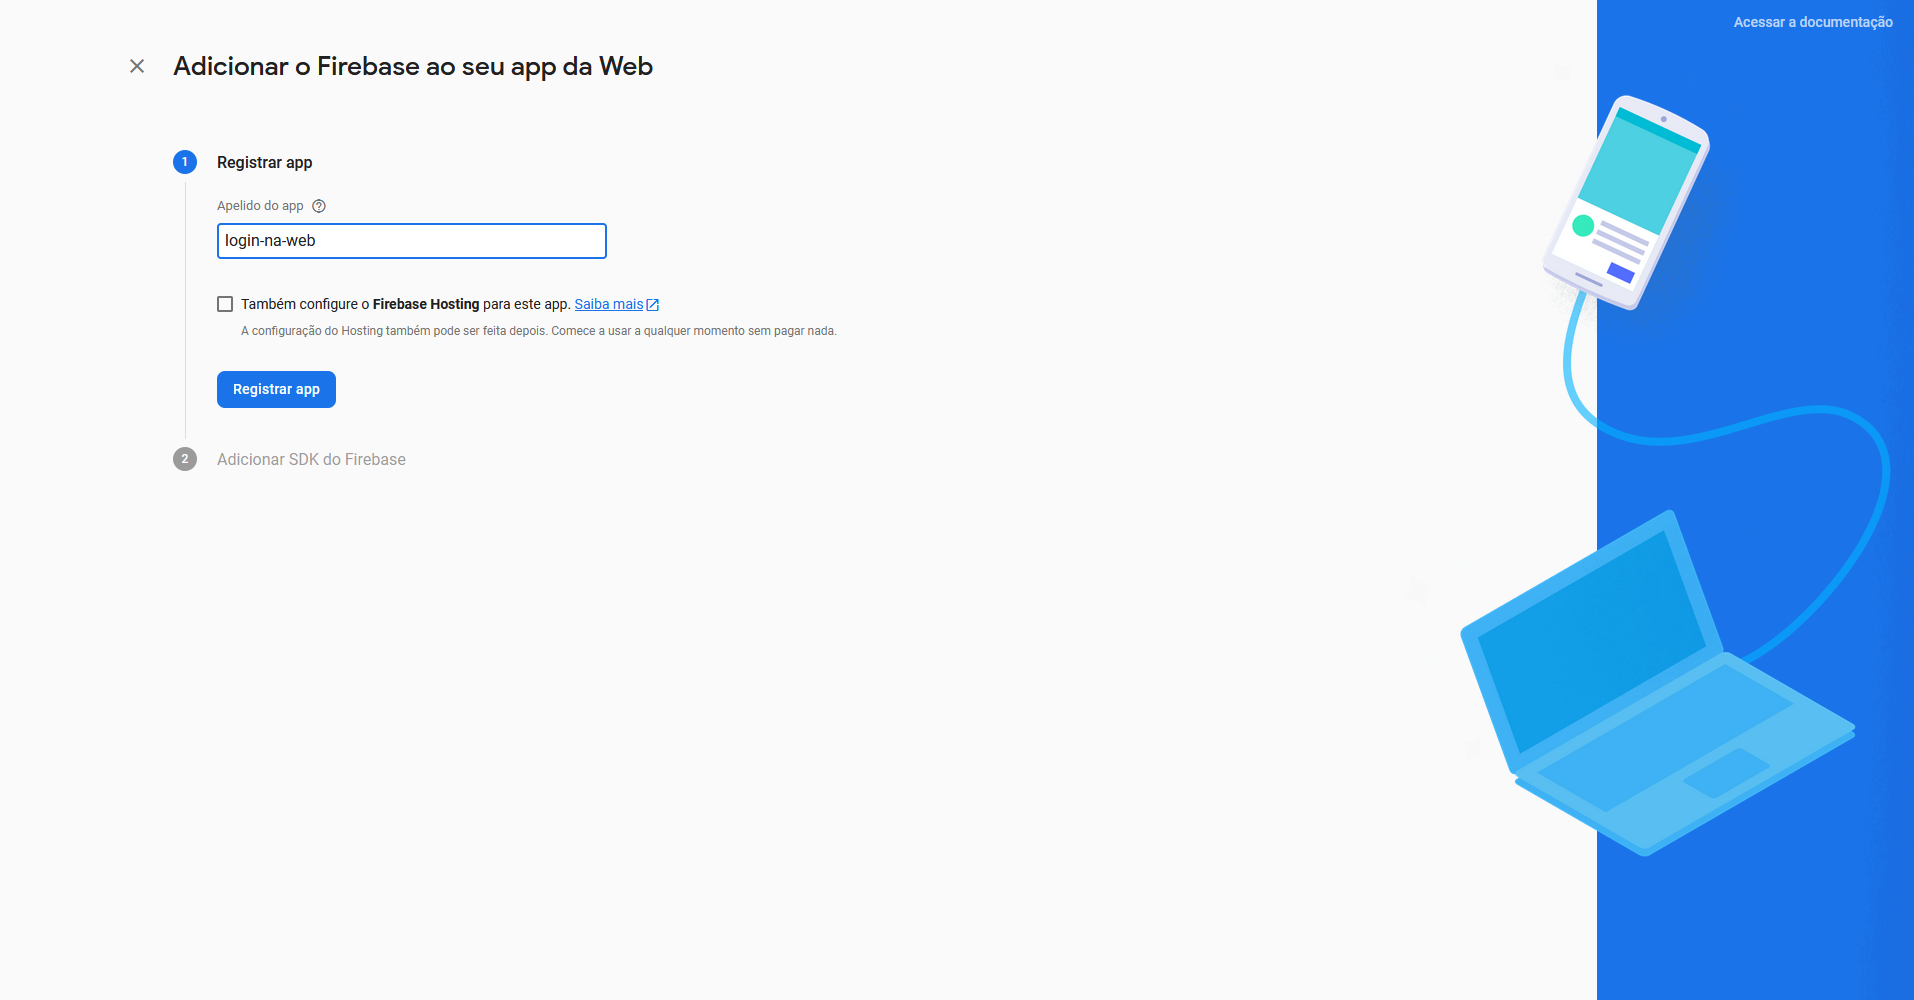 Acessar a documentação
Adicionar o Firebase ao seu app da Web
1 Registrar app
Apelido do app
login-na-web
Também configure o Firebase Hosting para este app. Saiba mais
A configuração do Hosting também pode ser feita depois. Comece a usar a qualquer momento sem pagar nada.
Registrar app
2 Adicionar SDK do Firebase